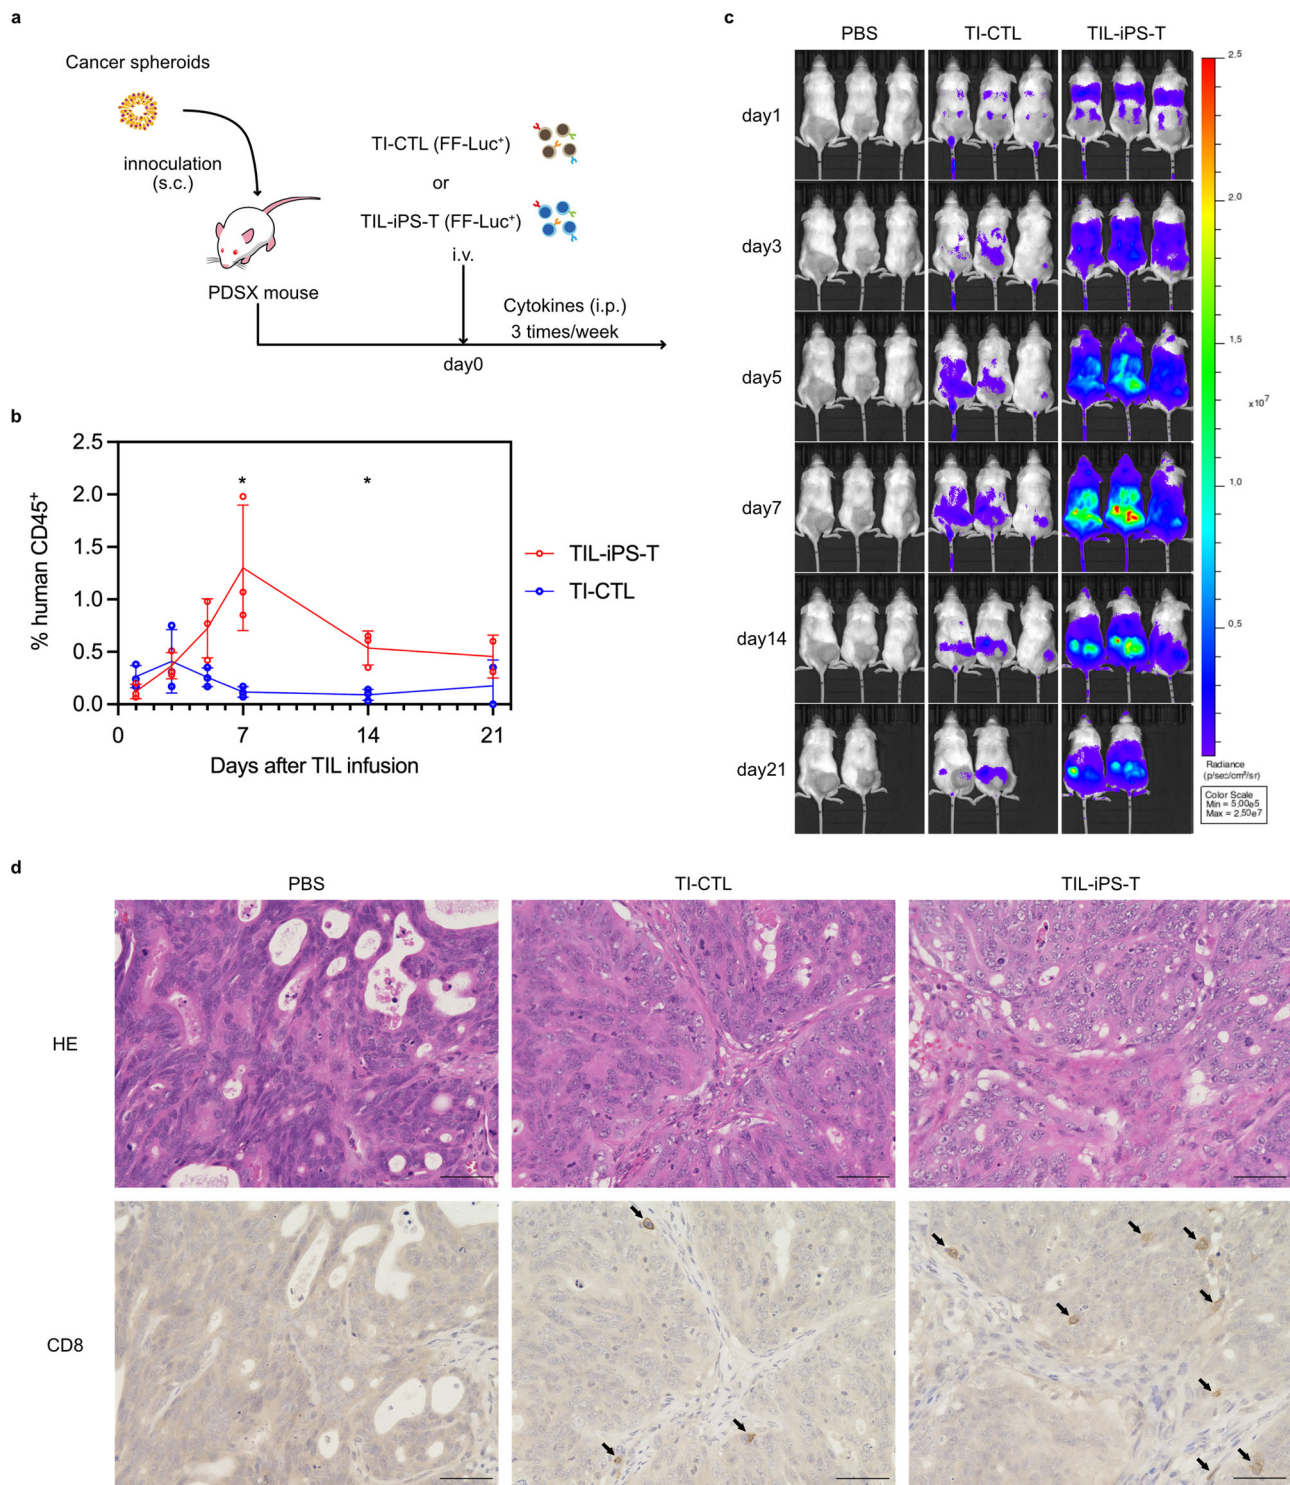 a
Cancer spheroids
innoculation
(s.c.)
PDSX mouse
TI-CTL (FF-Luc⁺)
or
TIL-iPS-T (FF-Luc⁺)
i.v.
Cytokines (i.p.)
3 times/week
day0
b
% human CD45⁺
2.5
2.0
1.5
1.0
0.5
0.0
*
*
0
7
14
21
Days after TIL infusion
TIL-iPS-T
TI-CTL
c
PBS
TI-CTL
TIL-iPS-T
day1
day3
day5
day7
day14
day21
2.5
2.0
1,5
x10⁷
1,0
0,5
Radiance
(p/sec/cm²/sr)
Color Scale
Min = 5,00e5
Max = 2,50e7
d
PBS
TI-CTL
TIL-iPS-T
HE
CD8